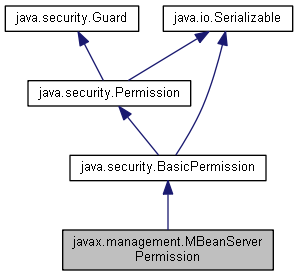 java.security.Guard
java.io.Serializable
java.security.Permission
java.security.BasicPermission
javax.management.MBeanServer
Permission